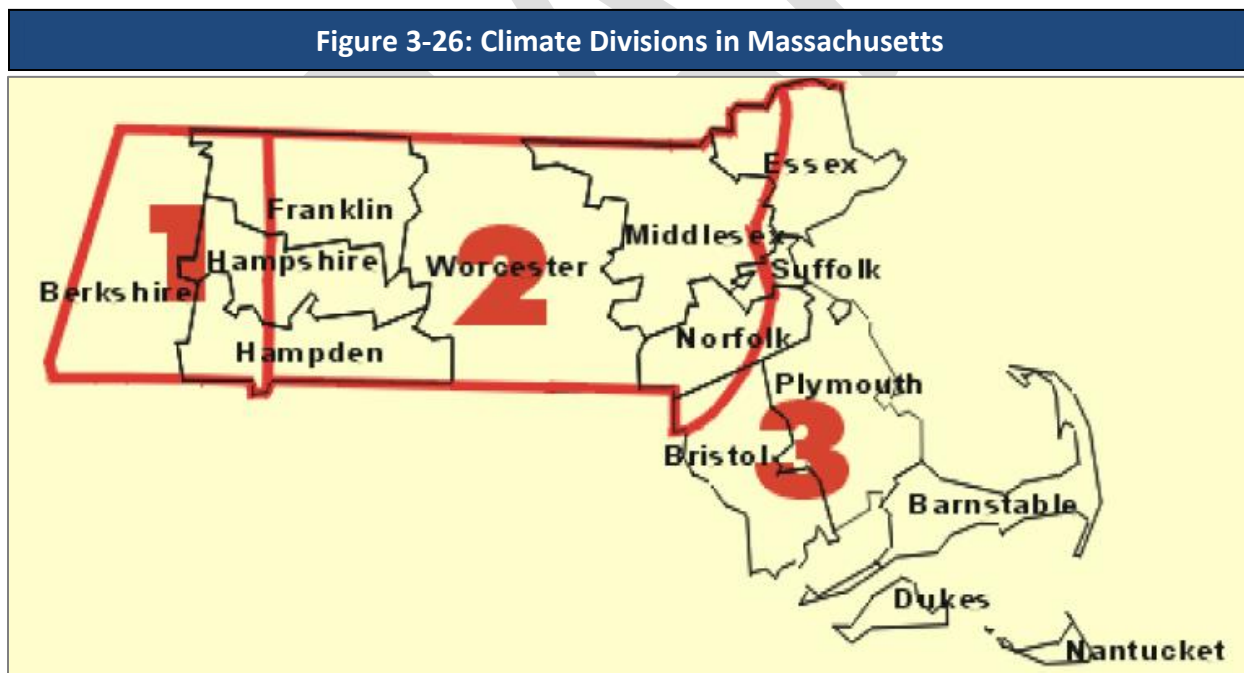 Figure 3-26: Climate Divisions in Massachusetts
Essex
Franklin
1
Middlesex
Hampshire
Worcester
2
Suffolk
Berkshire
Norfolk
Hampden
Plymouth
3
Bristol
Barnstable
Dukes
Nantucket